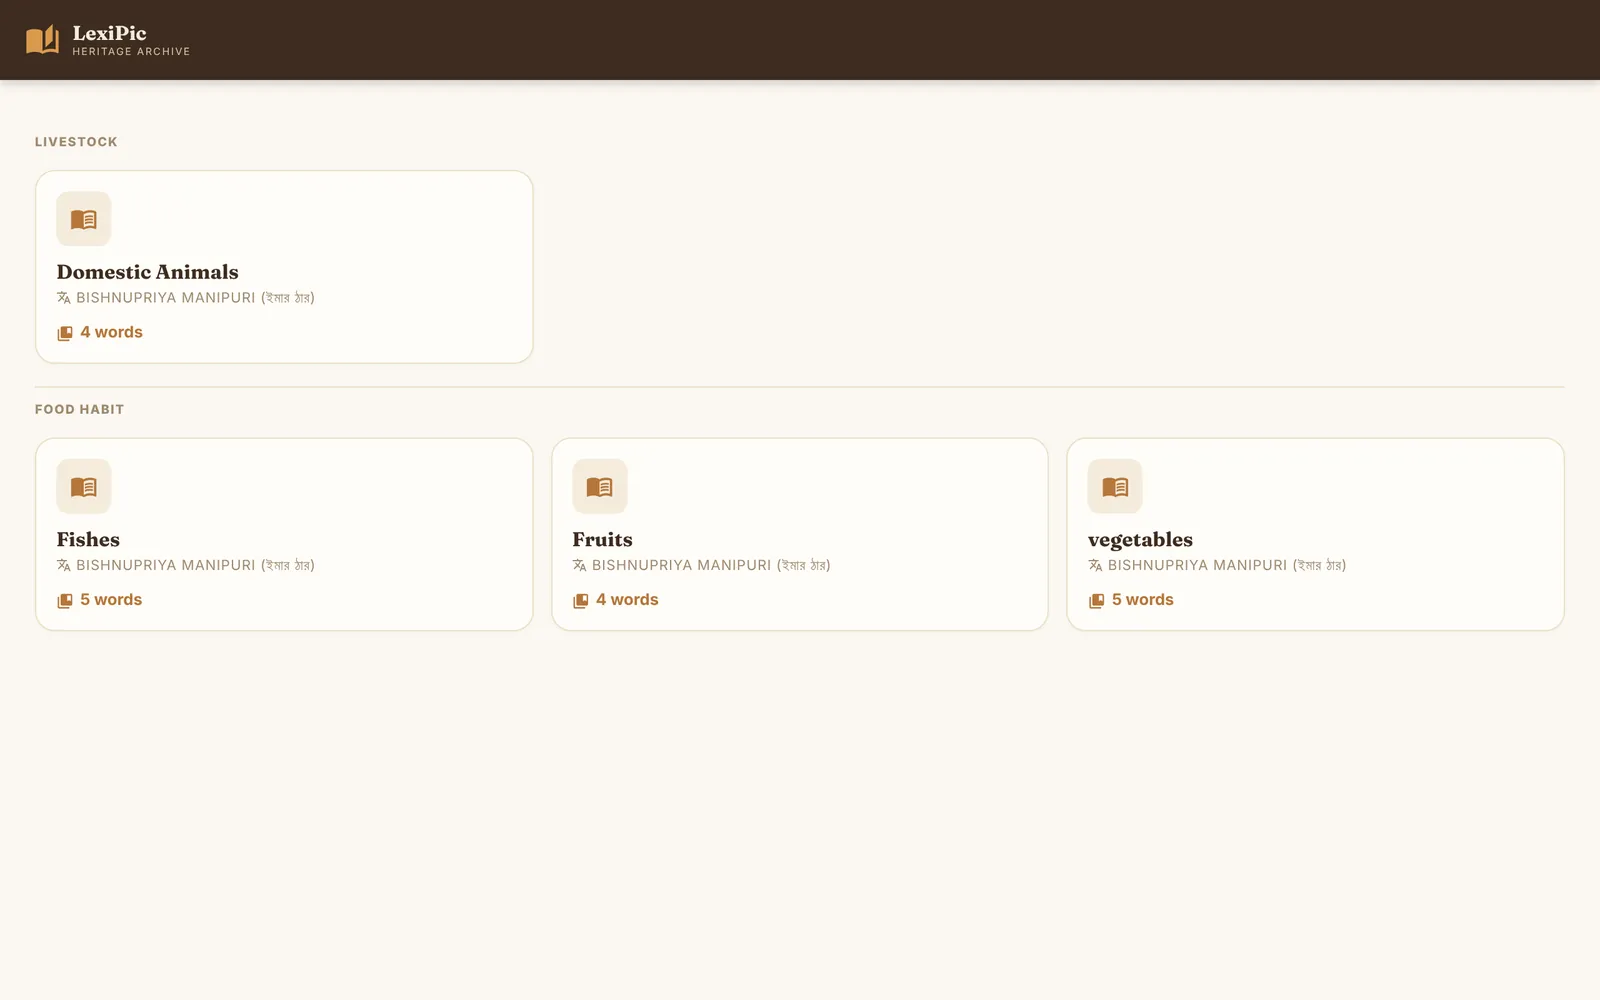 LexiPic
HERITAGE ARCHIVE
LIVESTOCK
Domestic Animals
BISHNUPRIYA MANIPURI (ইমার ঠার)
4 words
FOOD HABIT
Fishes
BISHNUPRIYA MANIPURI (ইমার ঠার)
5 words
Fruits
BISHNUPRIYA MANIPURI (ইমার ঠার)
4 words
vegetables
BISHNUPRIYA MANIPURI (ইমার ঠার)
5 words